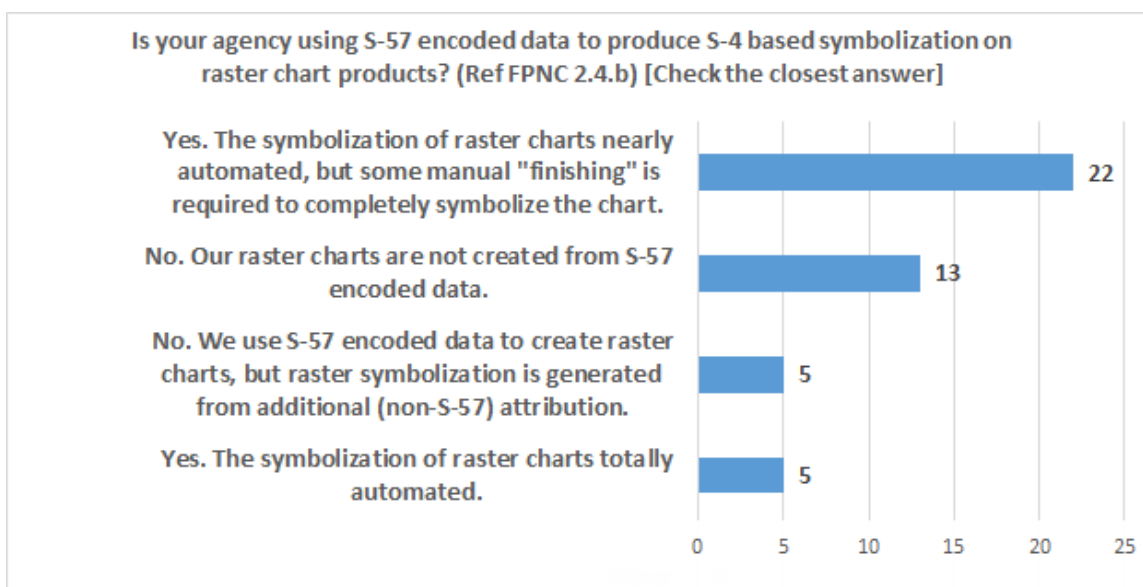 Is your agency using S-57 encoded data to produce S-4 based symbolization on
raster chart products? (Ref FPNC 2.4.b) [Check the closest answer]
Yes. The symbolization of raster charts nearly
automated, but some manual "finishing" is
required to completely symbolize the chart.
22
No. Our raster charts are not created from S-57
encoded data.
13
No. We use S-57 encoded data to create raster
charts, but raster symbolization is generated
from additional (non-S-57) attribution.
5
Yes. The symbolization of raster charts totally
automated.
5
0 5 10 15 20 25